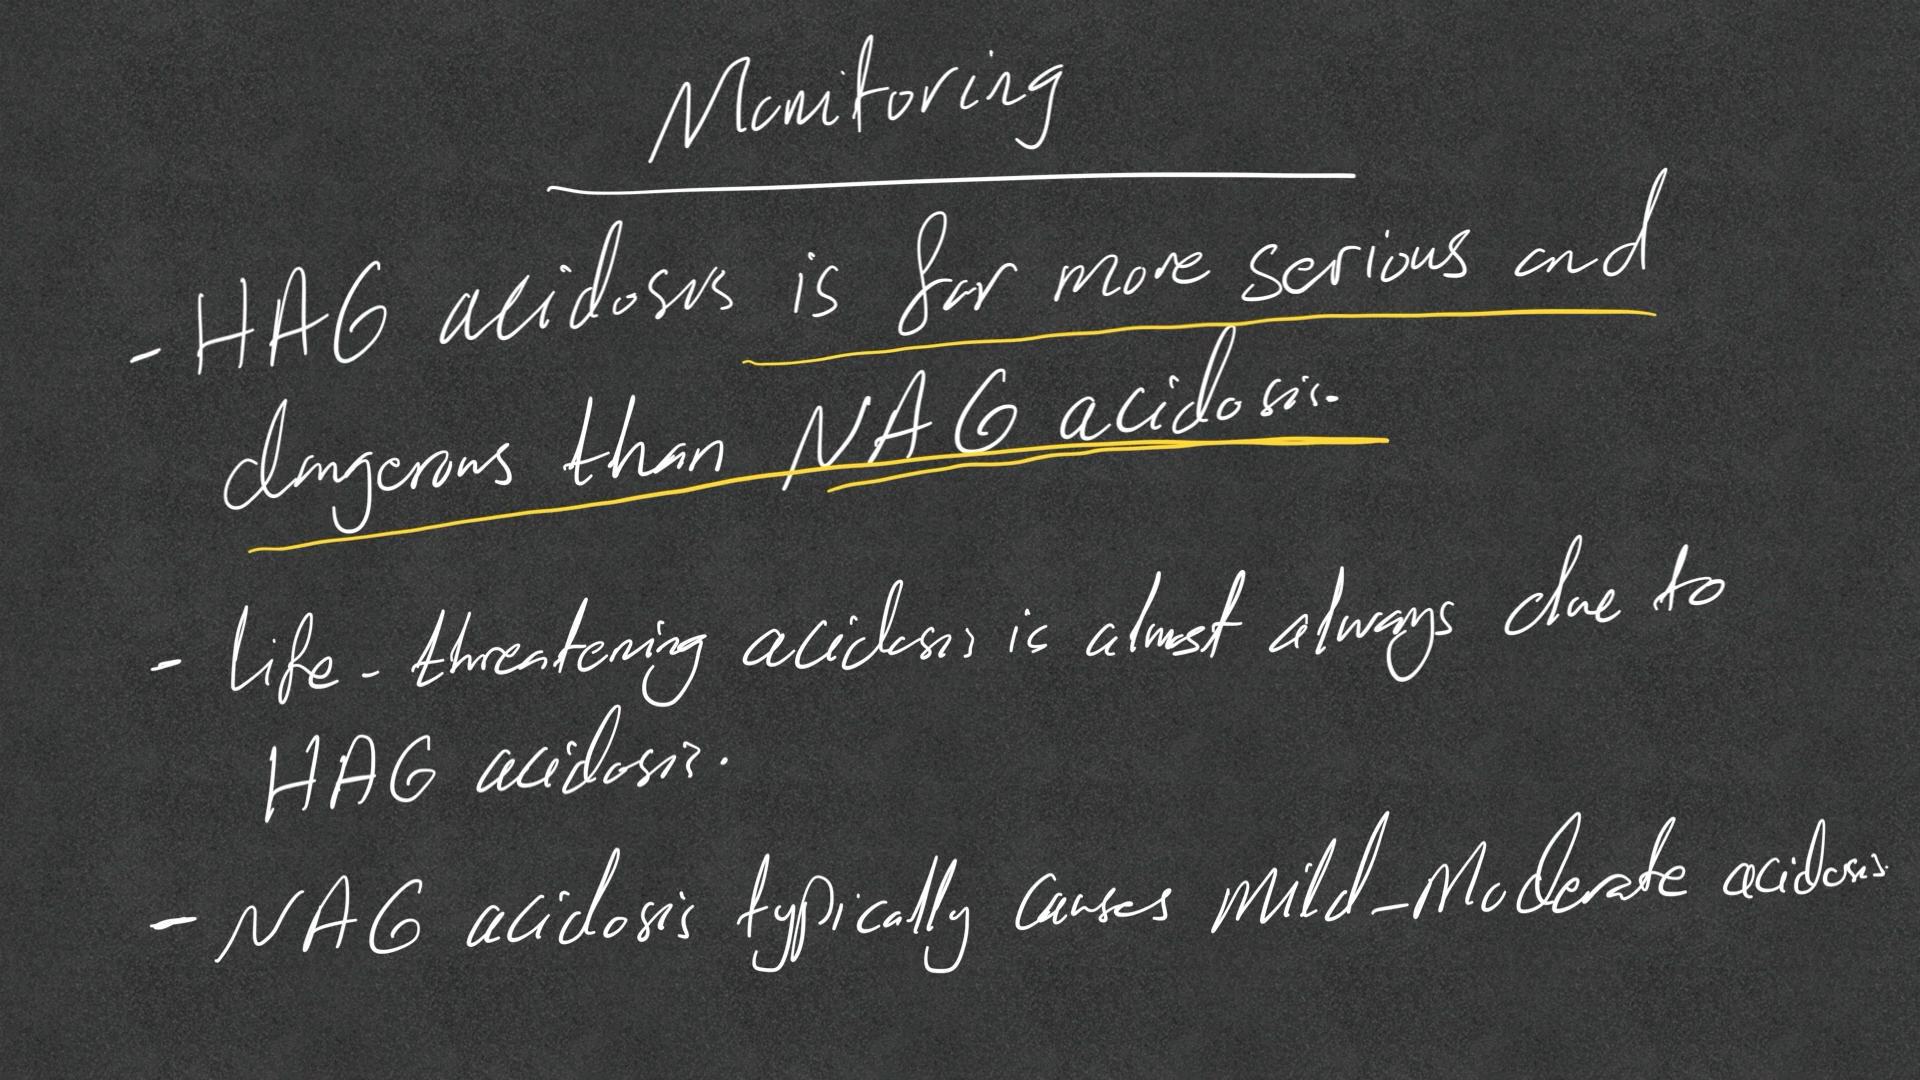 Monitoring
- HAG acidosis is far more serious and
dangerous than NAG acidosis.
- Life-threatening acidosis is almost always due to
HAG acidosis.
- NAG acidosis typically causes mild-Moderate acidosis.